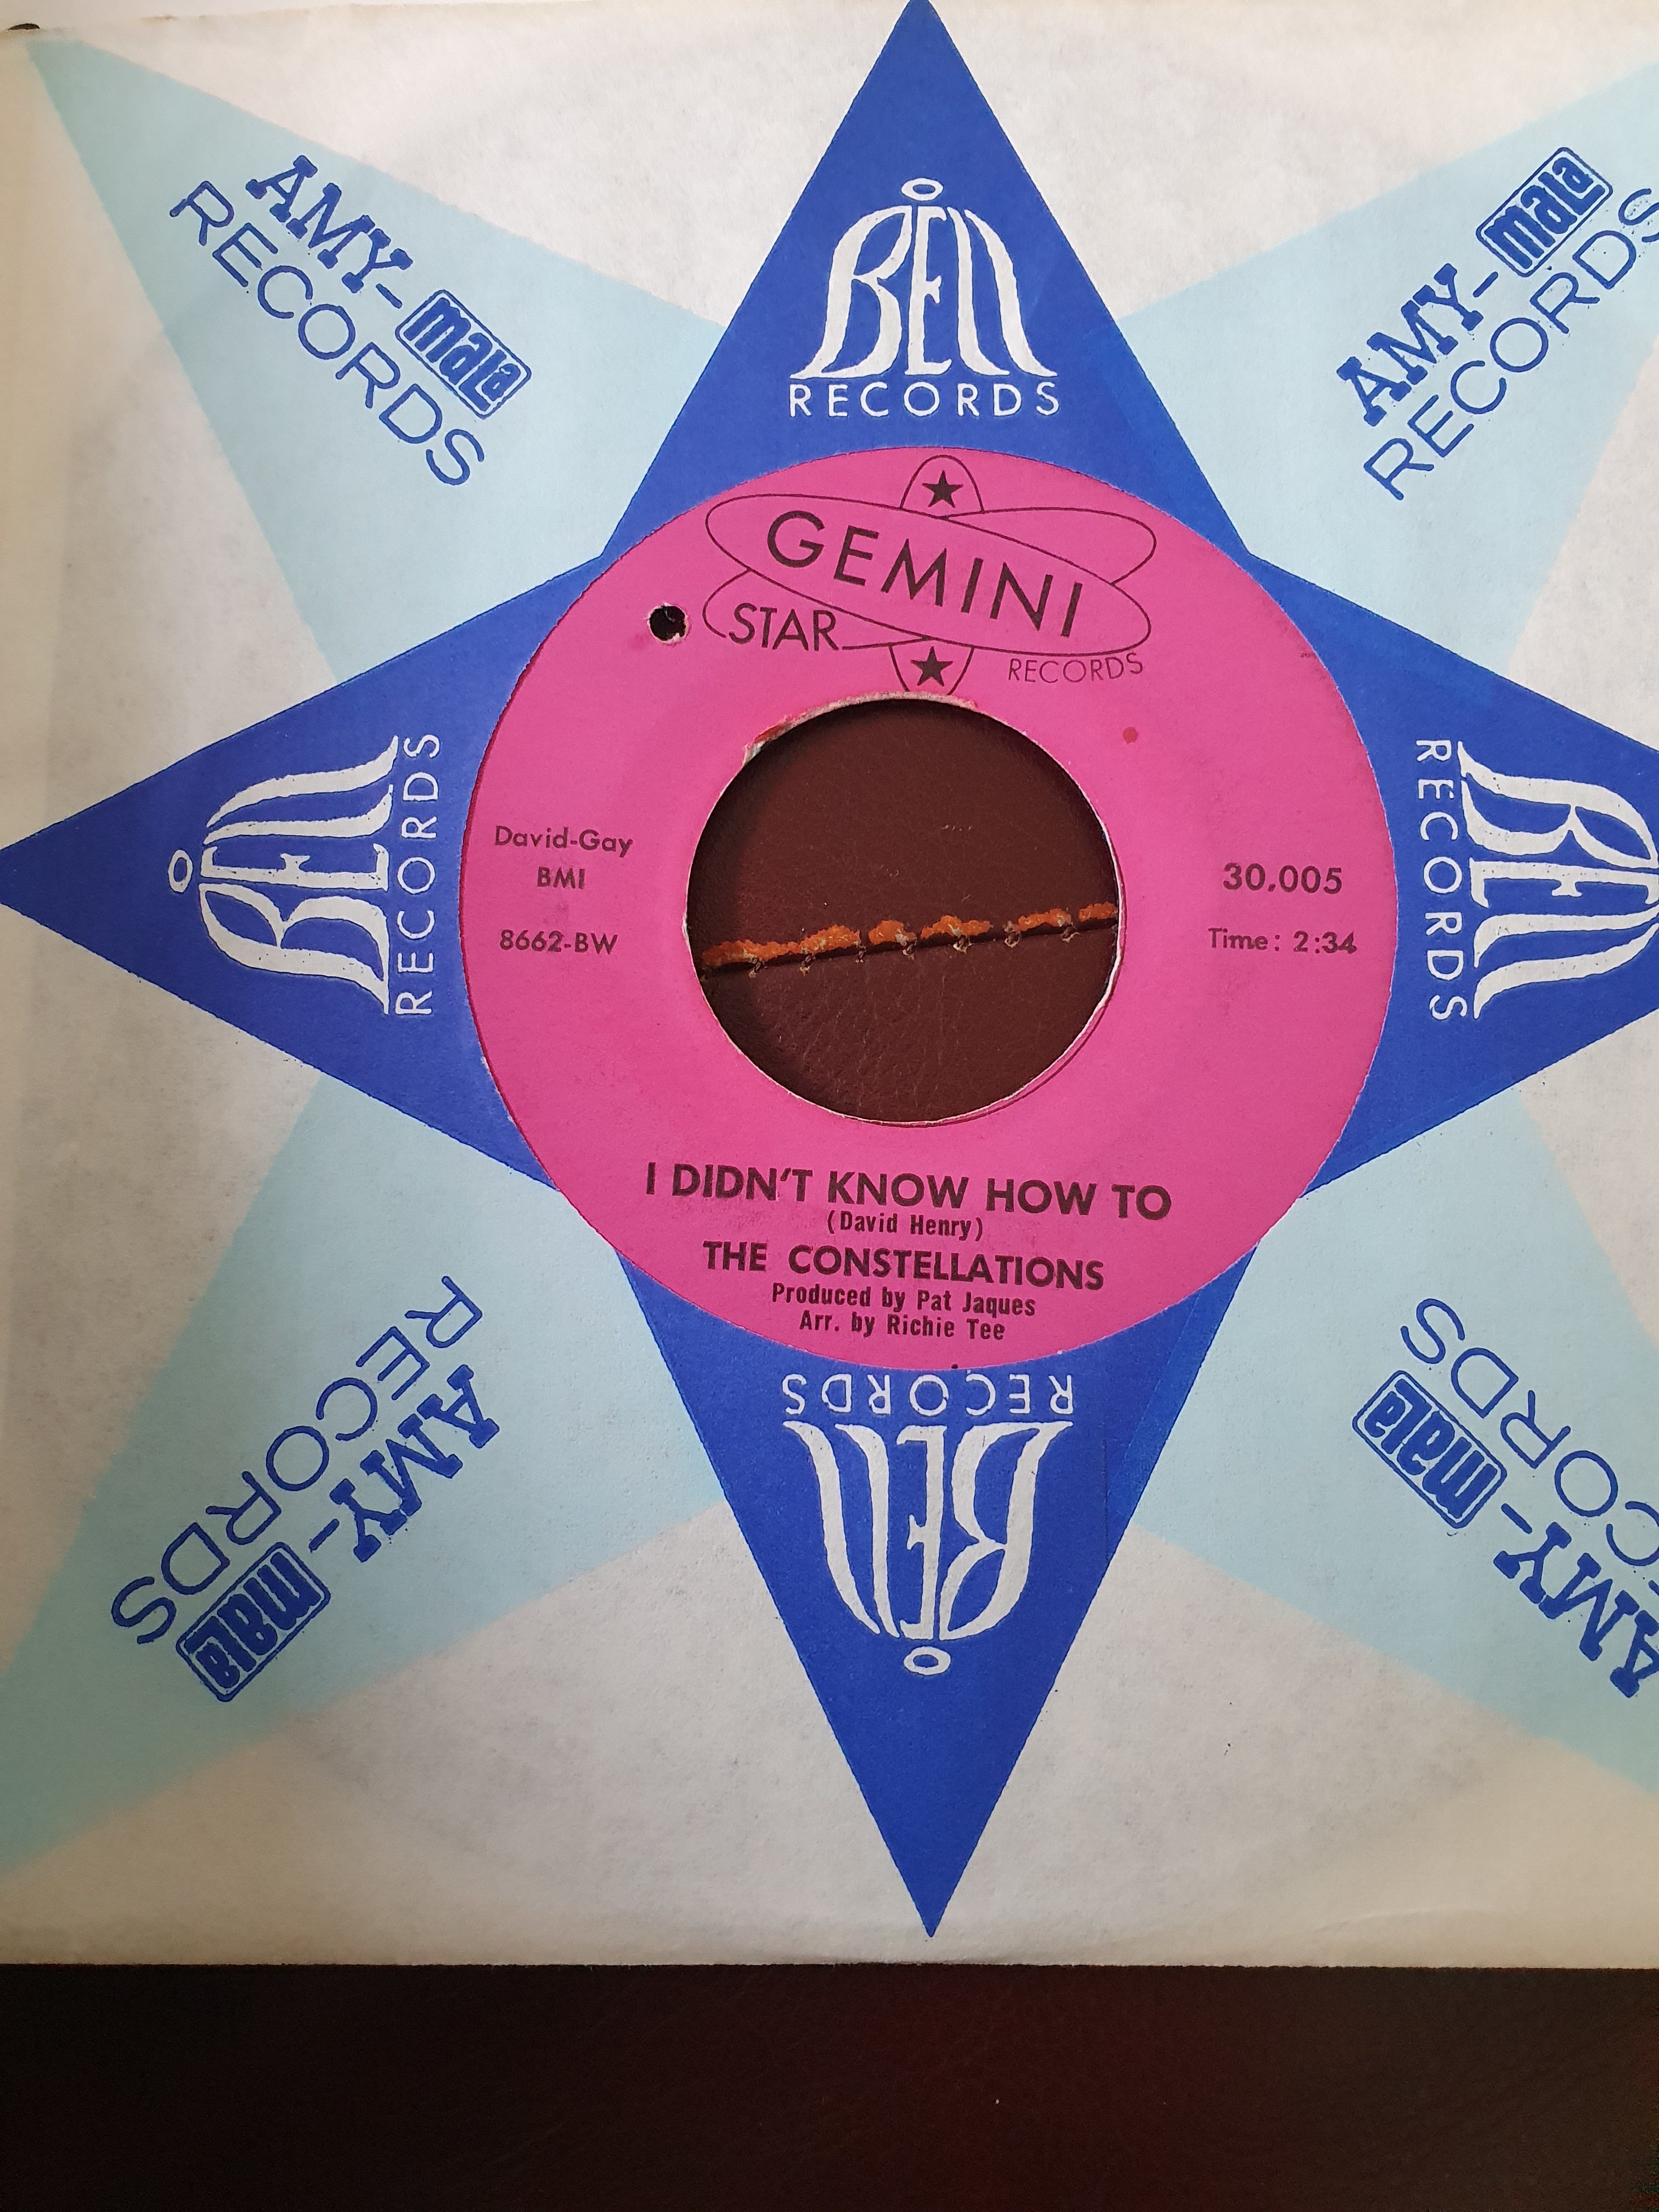 AMY-mala
RECORDS
BELL
RECORDS
AMY-mala
RECORDS
GEMINI
STAR
RECORDS
BELL
RECORDS
David-Gay
BMI
8662-BW
30.005
Time: 2:34
BELL
RECORDS
I DIDN'T KNOW HOW TO
(David Henry)
THE CONSTELLATIONS
Produced by Pat Jaques
Arr. by Richie Tee
BELL
RECORDS
AMY-mala
RECORDS
AMY-mala
RECORDS